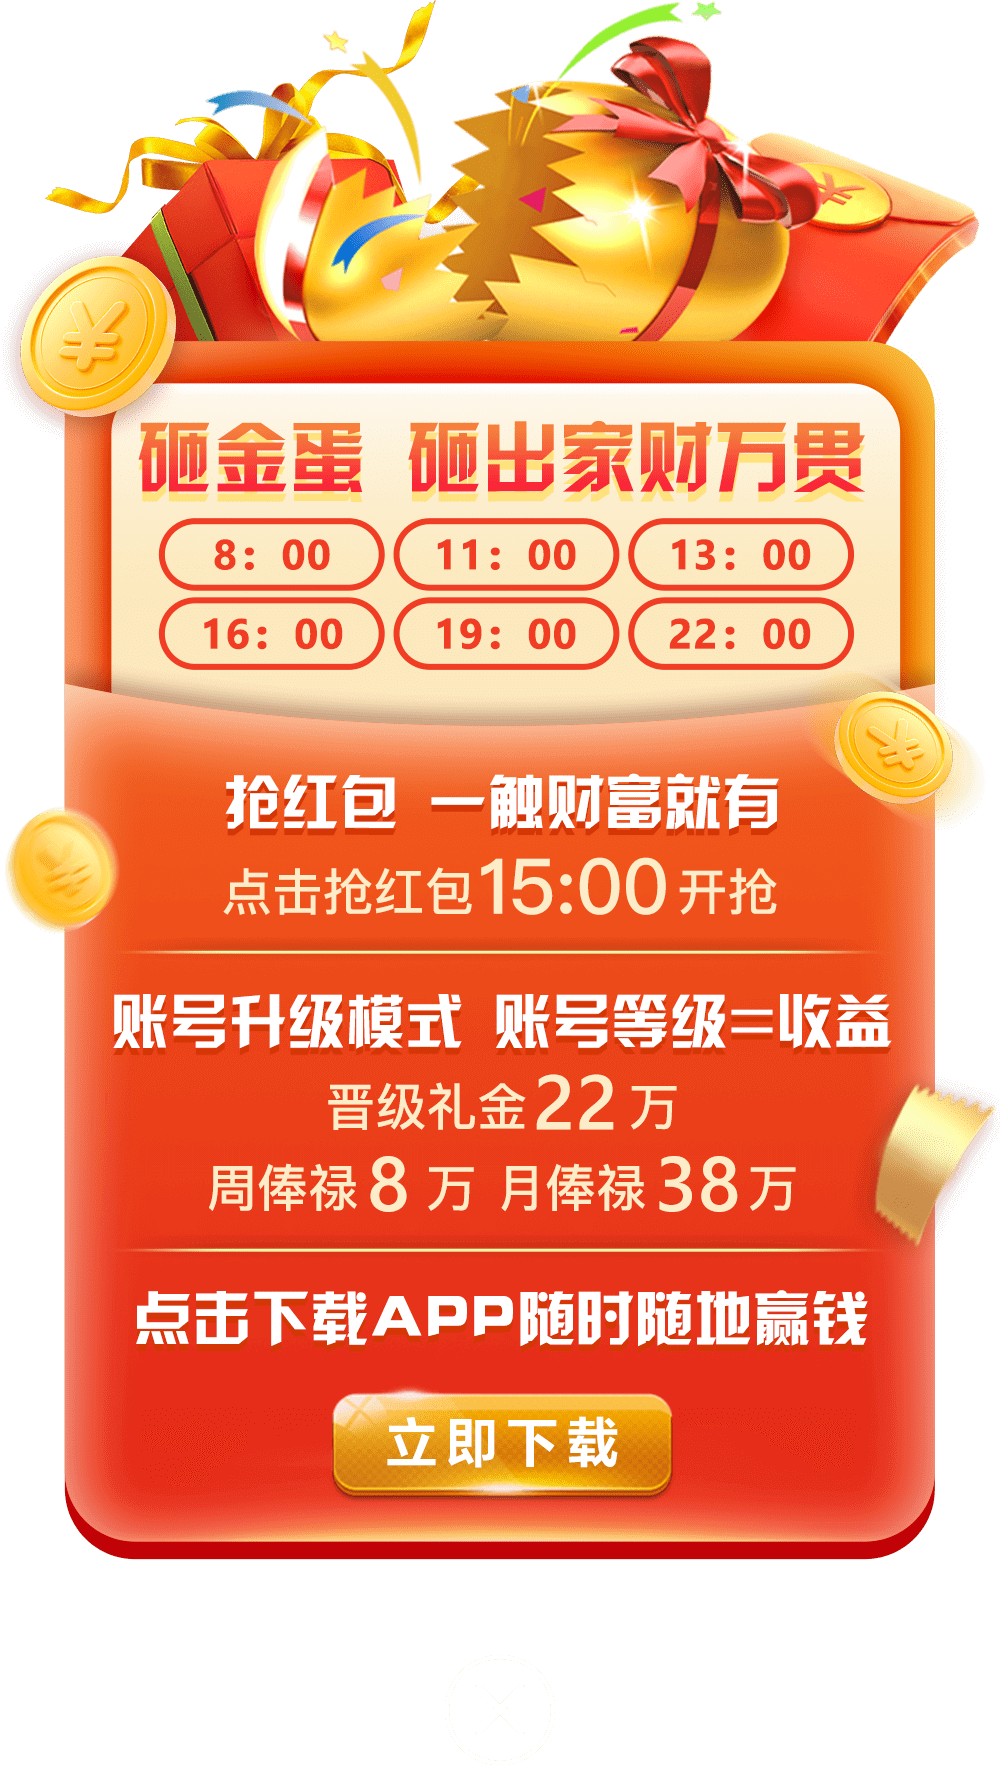 砸金蛋 砸出家财万贯
8：00 11：00 13：00
16：00 19：00 22：00
抢红包 一触财富就有
点击抢红包15:00开抢
账号升级模式 账号等级=收益
晋级礼金22万
周俸禄8万 月俸禄38万
点击下载APP随时随地赢钱
立即下载